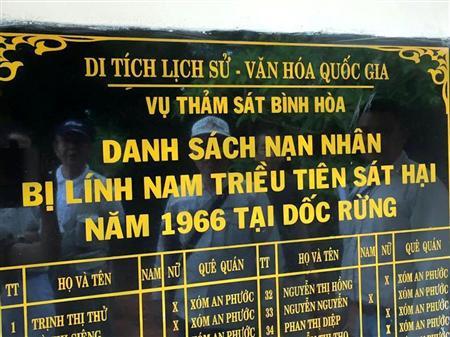 DI TÍCH LỊCH SỬ - VĂN HÓA QUỐC GIA
VỤ THẢM SÁT BÌNH HÒA
DANH SÁCH NẠN NHÂN
BỊ LÍNH NAM TRIỀU TIÊN SÁT HẠI
NĂM 1966 TẠI DỐC RỪNG
TT HỌ VÀ TÊN NAM NỮ QUÊ QUÁN TT HỌ VÀ TÊN NAM NỮ QUÊ QUÁN
1 TRỊNH THỊ THỬ X XÓM AN PHƯỚC 32 NGUYỄN THỊ HỒNG X XÓM AN PHƯỚC
X XÓM AN PHƯỚC 33 NGUYỄN NGUYÊN X XÓM AN PHƯỚC
X XÓM AN PHƯỚC 34 PHAN THỊ DIỆP X XÓM AN PHƯỚC